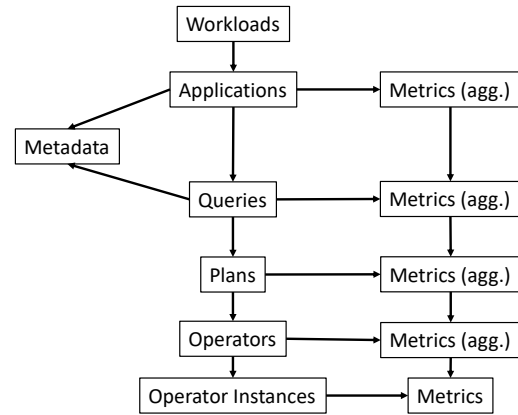 Workloads
Applications
Metrics (agg.)
Metadata
Queries
Metrics (agg.)
Plans
Metrics (agg.)
Operators
Metrics (agg.)
Operator Instances
Metrics